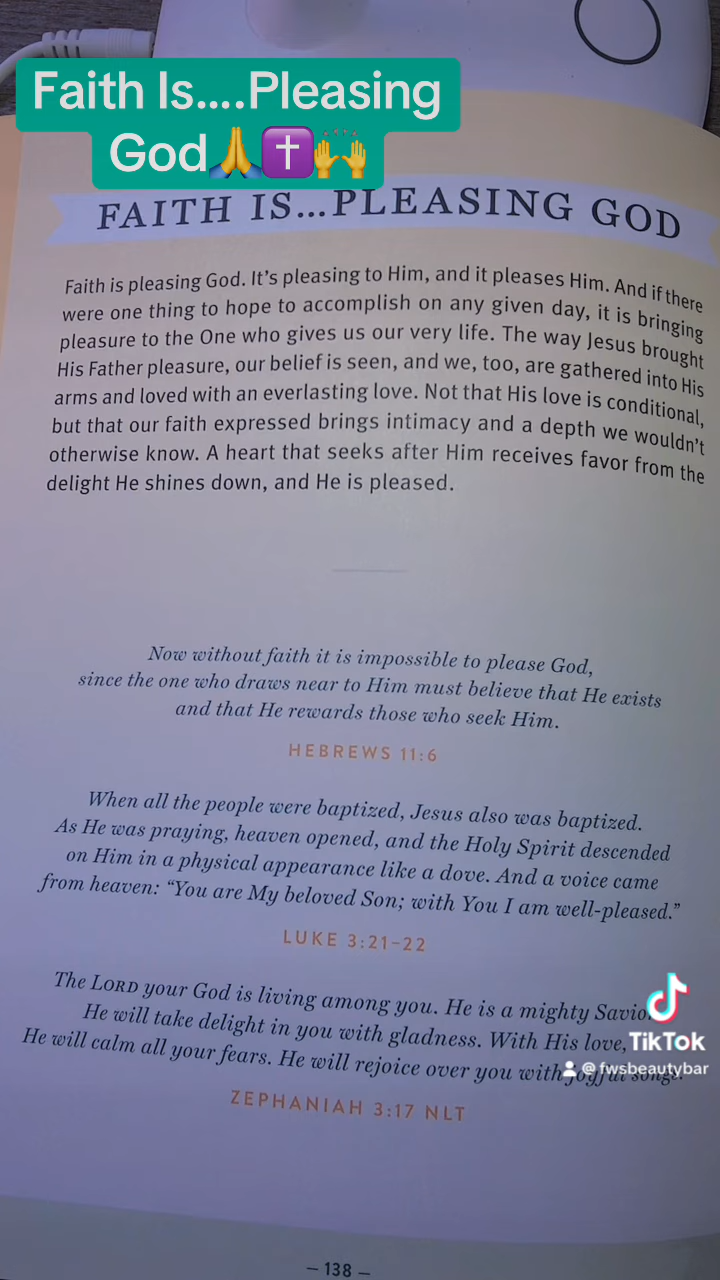 Faith Is....Pleasing
God🙏✝️🙌
FAITH IS...PLEASING GOD
Faith is pleasing God. It’s pleasing to Him, and it pleases Him. And if there
were one thing to hope to accomplish on any given day, it is bringing
pleasure to the One who gives us our very life. The way Jesus brought
His Father pleasure, our belief is seen, and we, too, are gathered into His
arms and loved with an everlasting love. Not that His love is conditional,
but that our faith expressed brings intimacy and a depth we wouldn’t
otherwise know. A heart that seeks after Him receives favor from the
delight He shines down, and He is pleased.
Now without faith it is impossible to please God,
since the one who draws near to Him must believe that He exists
and that He rewards those who seek Him.
HEBREWS 11:6
When all the people were baptized, Jesus also was baptized.
As He was praying, heaven opened, and the Holy Spirit descended
on Him in a physical appearance like a dove. And a voice came
from heaven: “You are My beloved Son; with You I am well-pleased.”
LUKE 3:21–22
The LORD your God is living among you. He is a mighty Savio
He will take delight in you with gladness. With His love,
He will calm all your fears. He will rejoice over you with joyful songs.
ZEPHANIAH 3:17 NLT
TikTok
@fwsbeautybar
– 138 –